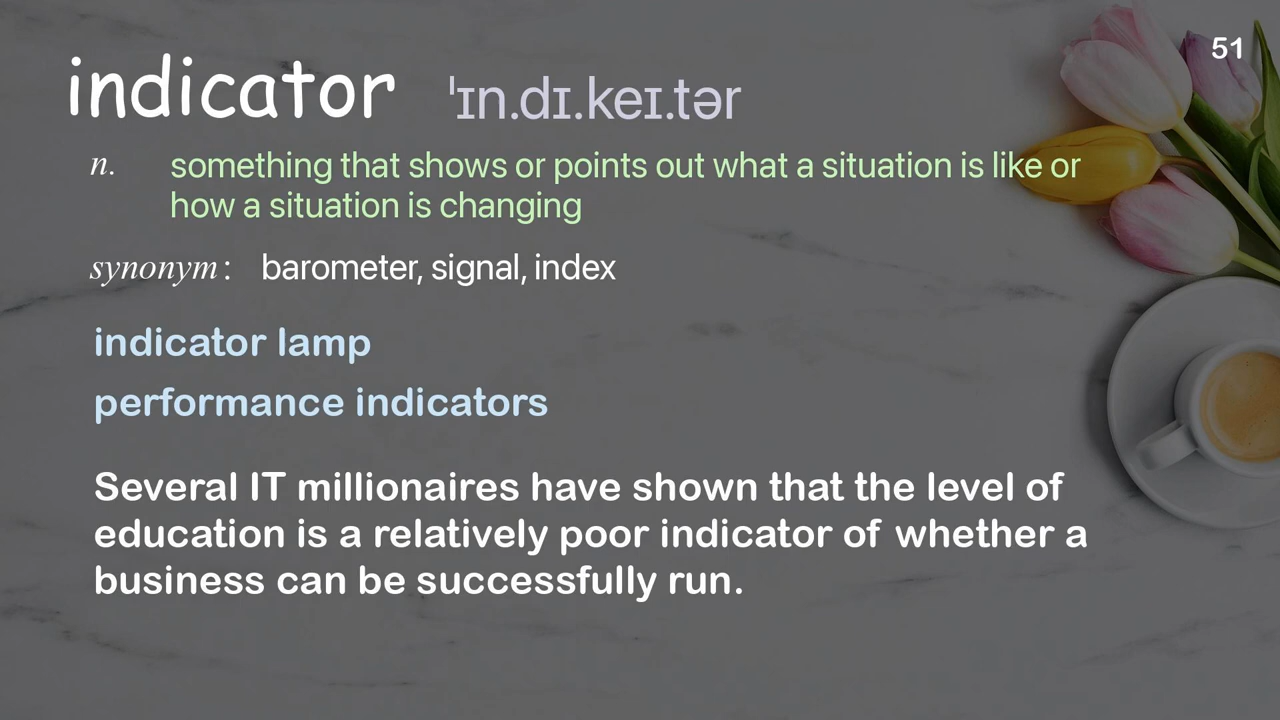 51
indicator ˈɪn.dɪ.keɪ.tər
n. something that shows or points out what a situation is like or
how a situation is changing
synonym: barometer, signal, index
indicator lamp
performance indicators
Several IT millionaires have shown that the level of
education is a relatively poor indicator of whether a
business can be successfully run.